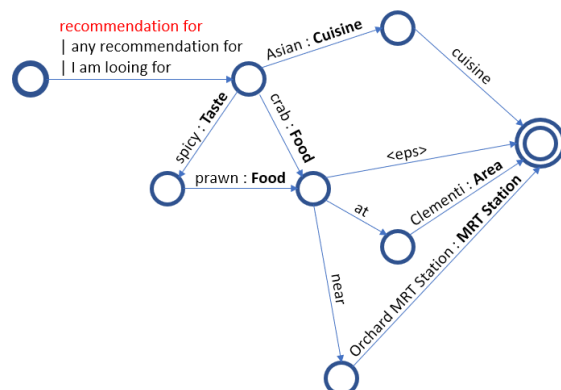 recommendation for
| any recommendation for
| I am looing for
Asian : Cuisine
cuisine
spicy : Taste
crab : Food
<eps>
prawn : Food
at
Clementi : Area
near
Orchard MRT Station : MRT Station